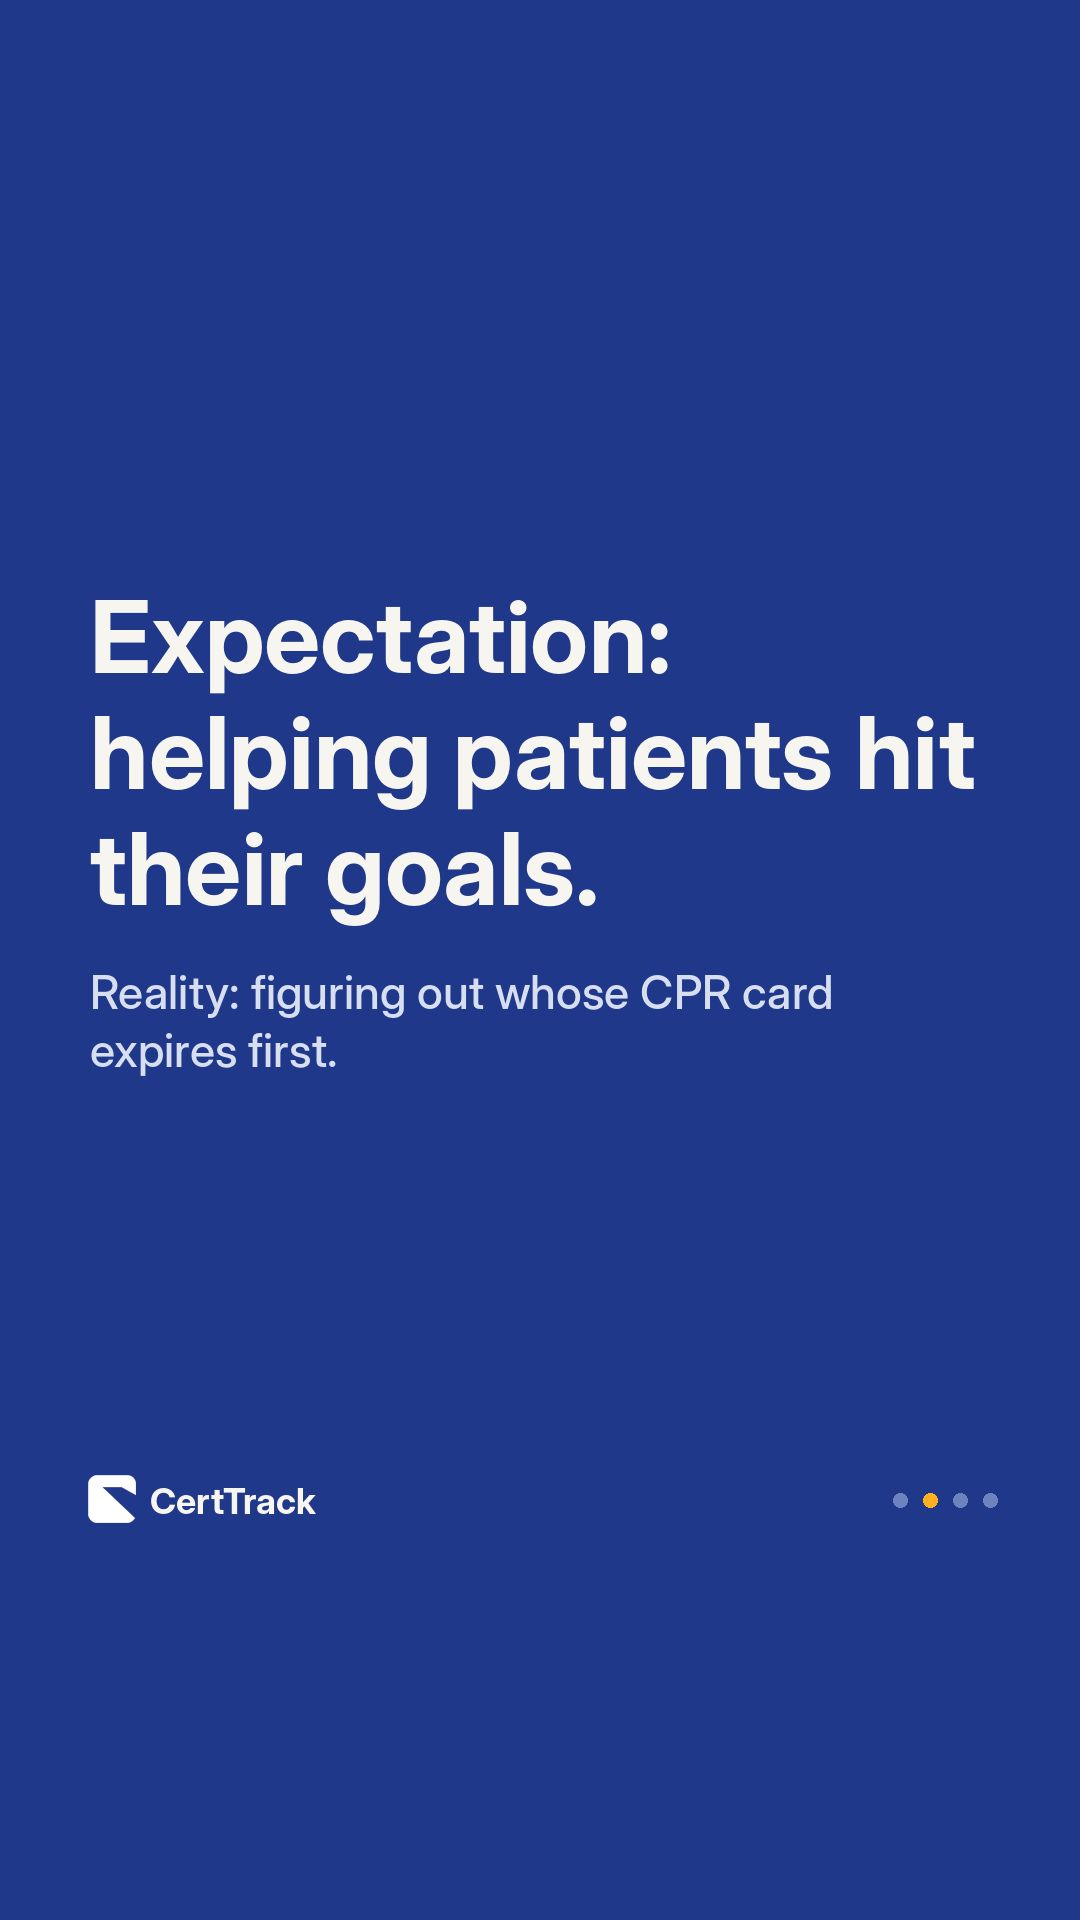 Expectation:
helping patients hit
their goals.
Reality: figuring out whose CPR card
expires first.
CertTrack